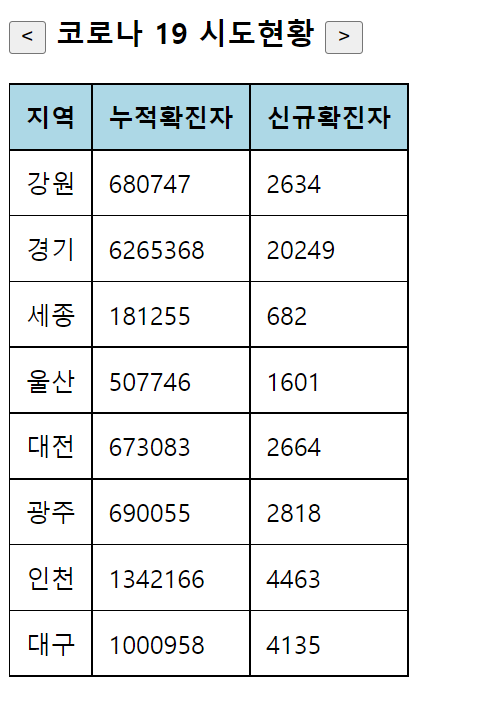 < 코로나 19 시도현황 >
지역 누적확진자 신규확진자
강원 680747 2634
경기 6265368 20249
세종 181255 682
울산 507746 1601
대전 673083 2664
광주 690055 2818
인천 1342166 4463
대구 1000958 4135